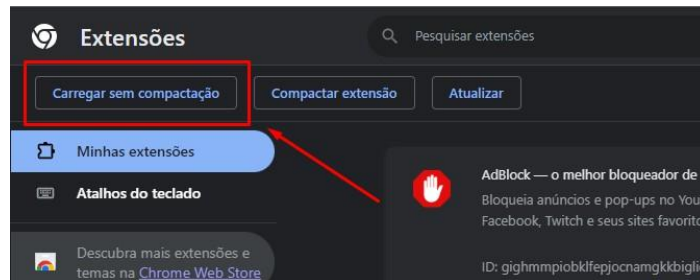 Extensões
Pesquisar extensões
Carregar sem compactação
Compactar extensão
Atualizar
Minhas extensões
Atalhos do teclado
AdBlock — o melhor bloqueador de
Bloqueia anúncios e pop-ups no You
Facebook, Twitch e seus sites favorito
Descubra mais extensões e
temas na Chrome Web Store
ID: gighmmpiobklfepjocnamgkkbigli